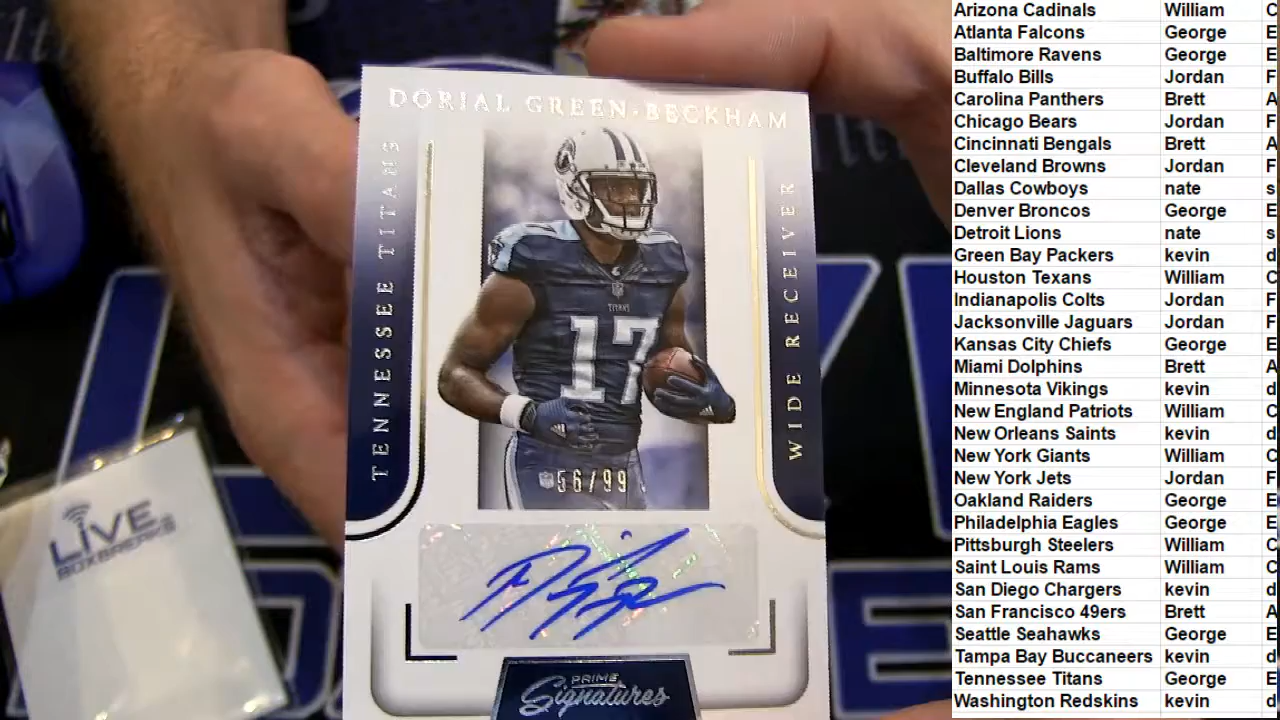 DORIAL GREEN-BECKHAM
TENNESSEE TITANS
WIDE RECEIVER
17
TITANS
56/99
PRIME
Signatures
LIVE
BOXBREAKS
Arizona Cadinals William C
Atlanta Falcons George E
Baltimore Ravens George E
Buffalo Bills Jordan F
Carolina Panthers Brett A
Chicago Bears Jordan F
Cincinnati Bengals Brett A
Cleveland Browns Jordan F
Dallas Cowboys nate s
Denver Broncos George E
Detroit Lions nate s
Green Bay Packers kevin d
Houston Texans William C
Indianapolis Colts Jordan F
Jacksonville Jaguars Jordan F
Kansas City Chiefs George E
Miami Dolphins Brett A
Minnesota Vikings kevin d
New England Patriots William C
New Orleans Saints kevin d
New York Giants William C
New York Jets Jordan F
Oakland Raiders George E
Philadelphia Eagles George E
Pittsburgh Steelers William C
Saint Louis Rams William C
San Diego Chargers kevin d
San Francisco 49ers Brett A
Seattle Seahawks George E
Tampa Bay Buccaneers kevin d
Tennessee Titans George E
Washington Redskins kevin d